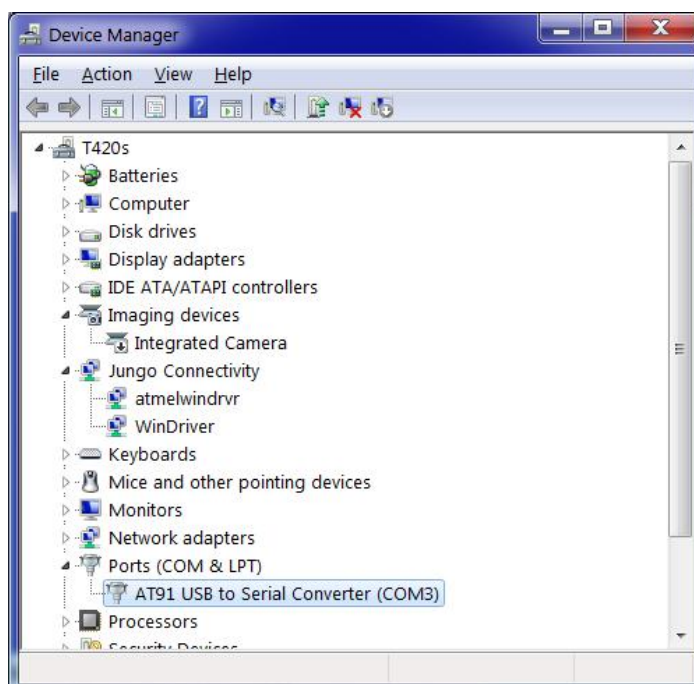 Device Manager
File Action View Help
T420s
Batteries
Computer
Disk drives
Display adapters
IDE ATA/ATAPI controllers
Imaging devices
Integrated Camera
Jungo Connectivity
atmelwindrvr
WinDriver
Keyboards
Mice and other pointing devices
Monitors
Network adapters
Ports (COM & LPT)
AT91 USB to Serial Converter (COM3)
Processors
Security Devices